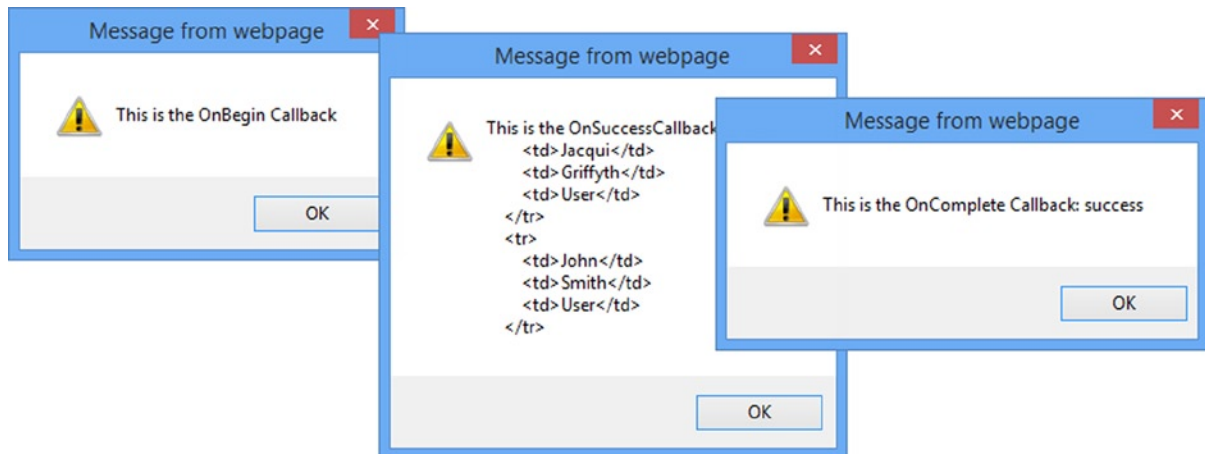 Message from webpage
This is the OnBegin Callback
OK
Message from webpage
This is the OnSuccessCallback
<td>Jacqui</td>
<td>Griffyth</td>
<td>User</td>
</tr>
<tr>
<td>John</td>
<td>Smith</td>
<td>User</td>
</tr>
OK
Message from webpage
This is the OnComplete Callback: success
OK